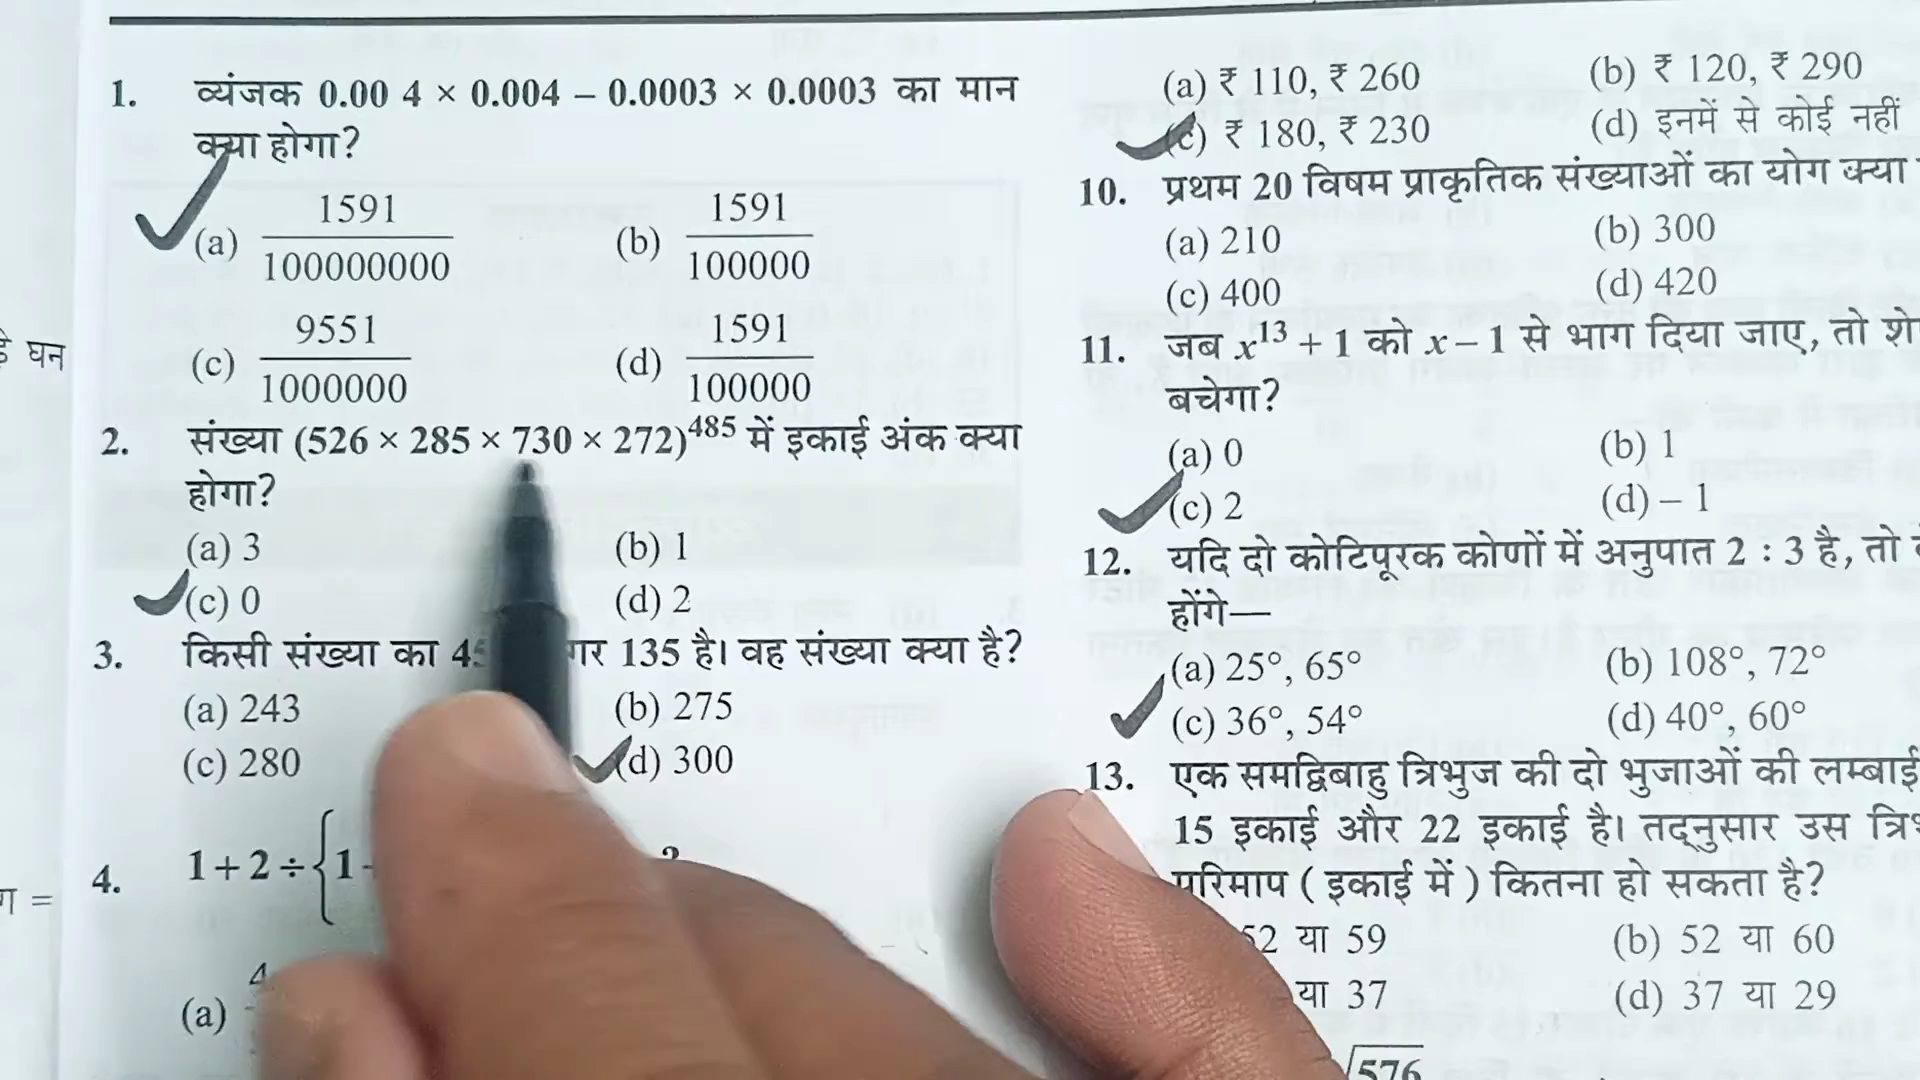 घन
ग =
1. व्यंजक 0.00 4 × 0.004 – 0.0003 × 0.0003 का मान
क्या होगा?
(a) 1591/100000000 (b) 1591/100000
(c) 9551/1000000 (d) 1591/100000
2. संख्या (526 × 285 × 730 × 272)^485 में इकाई अंक क्या
होगा?
(a) 3 (b) 1
(c) 0 (d) 2
3. किसी संख्या का 135 है। वह संख्या क्या है?
(a) 243 (b) 275
(c) 280 (d) 300
4. 1 + 2 ÷ {1
(a)
(a) ₹ 110, ₹ 260 (b) ₹ 120, ₹ 290
(c) ₹ 180, ₹ 230 (d) इनमें से कोई नहीं
10. प्रथम 20 विषम प्राकृतिक संख्याओं का योग क्या
(a) 210 (b) 300
(c) 400 (d) 420
11. जब x^13 + 1 को x – 1 से भाग दिया जाए, तो
बचेगा?
(a) 0 (b) 1
(c) 2 (d) – 1
12. यदि दो कोटिपूरक कोणों में अनुपात 2 : 3 है, तो
होंगे—
(a) 25°, 65° (b) 108°, 72°
(c) 36°, 54° (d) 40°, 60°
13. एक समद्विबाहु त्रिभुज की दो भुजाओं की लम्बाई
15 इकाई और 22 इकाई है। तद्नुसार उस
परिमाप ( इकाई में ) कितना हो सकता है?
52 या 59 (b) 52 या 60
या 37 (d) 37 या 29
√576